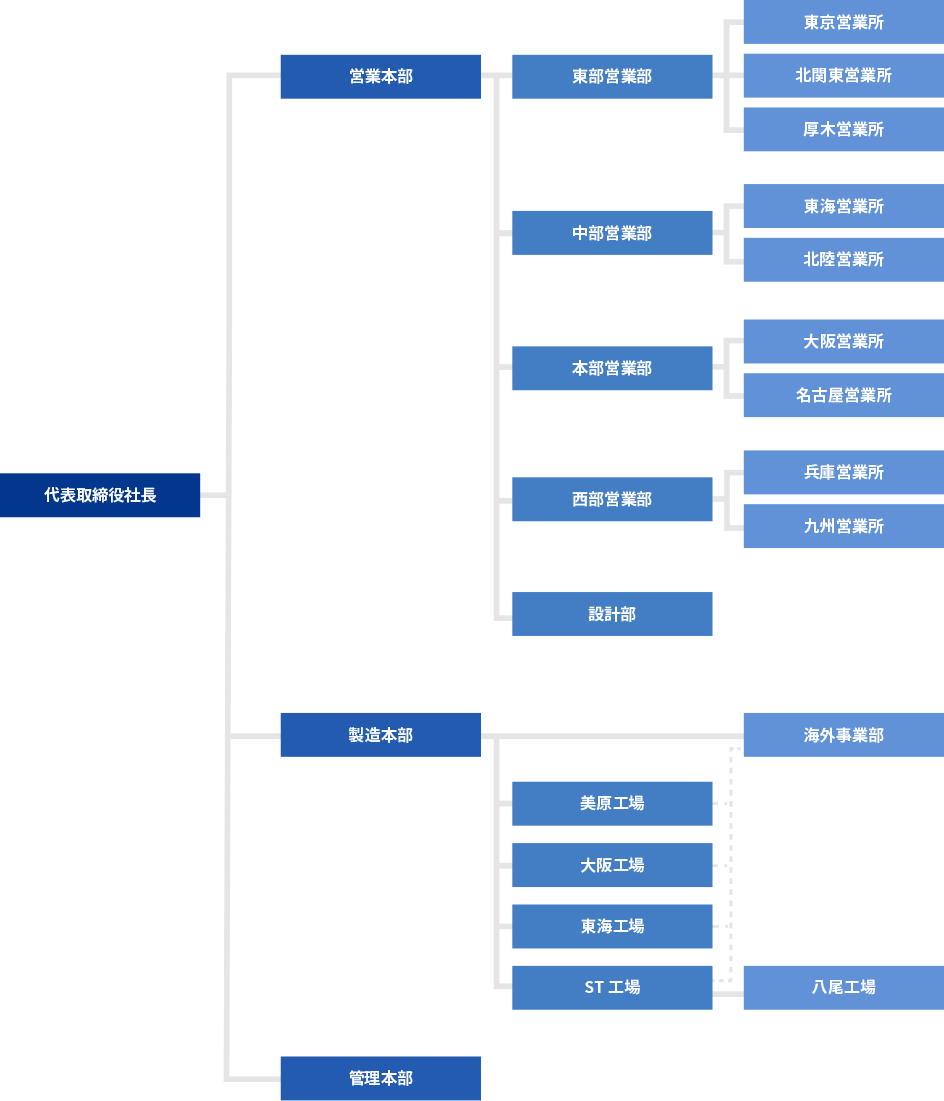 代表取締役社長
営業本部
東部営業部
東京営業所
北関東営業所
厚木営業所
中部営業部
東海営業所
北陸営業所
本部営業部
大阪営業所
名古屋営業所
西部営業部
兵庫営業所
九州営業所
設計部
製造本部
海外事業部
美原工場
大阪工場
東海工場
ST 工場
八尾工場
管理本部